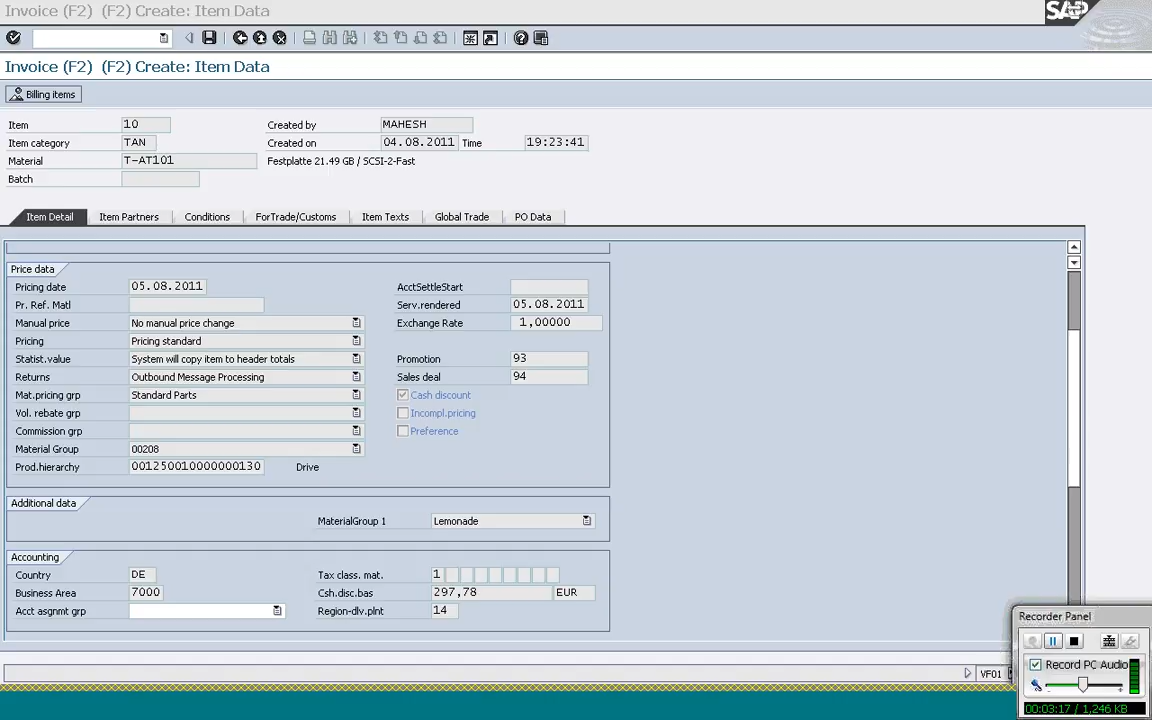 Invoice (F2) (F2) Create: Item Data
SAP
Invoice (F2) (F2) Create: Item Data
Billing items
Item 10 Created by MAHESH
Item category TAN Created on 04.08.2011 Time 19:23:41
Material T-AT101 Festplatte 21.49 GB / SCSI-2-Fast
Batch
Item Detail Item Partners Conditions ForTrade/Customs Item Texts Global Trade PO Data
Price data
Pricing date 05.08.2011 AcctSettleStart
Pr. Ref. Matl Serv.rendered 05.08.2011
Manual price No manual price change Exchange Rate 1,00000
Pricing Pricing standard
Statist.value System will copy item to header totals Promotion 93
Returns Outbound Message Processing Sales deal 94
Mat.pricing grp Standard Parts Cash discount
Vol. rebate grp Incompl.pricing
Commission grp Preference
Material Group 00208
Prod.hierarchy 001250010000000130 Drive
Additional data
MaterialGroup 1 Lemonade
Accounting
Country DE Tax class. mat. 1
Business Area 7000 Csh.disc.bas 297,78 EUR
Acct asgnmt grp Region-dlv.plnt 14
Recorder Panel
Record PC Audio
VF01
00:03:17 / 1,246 KB